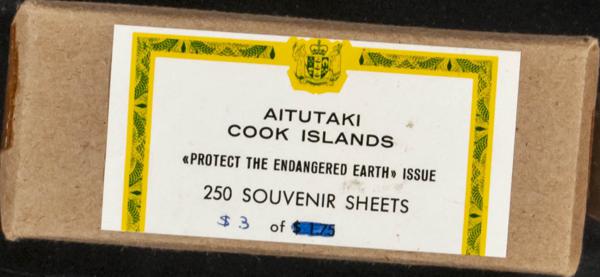 AITUTAKI
COOK ISLANDS
«PROTECT THE ENDANGERED EARTH» ISSUE
250 SOUVENIR SHEETS
$3 of $1.75